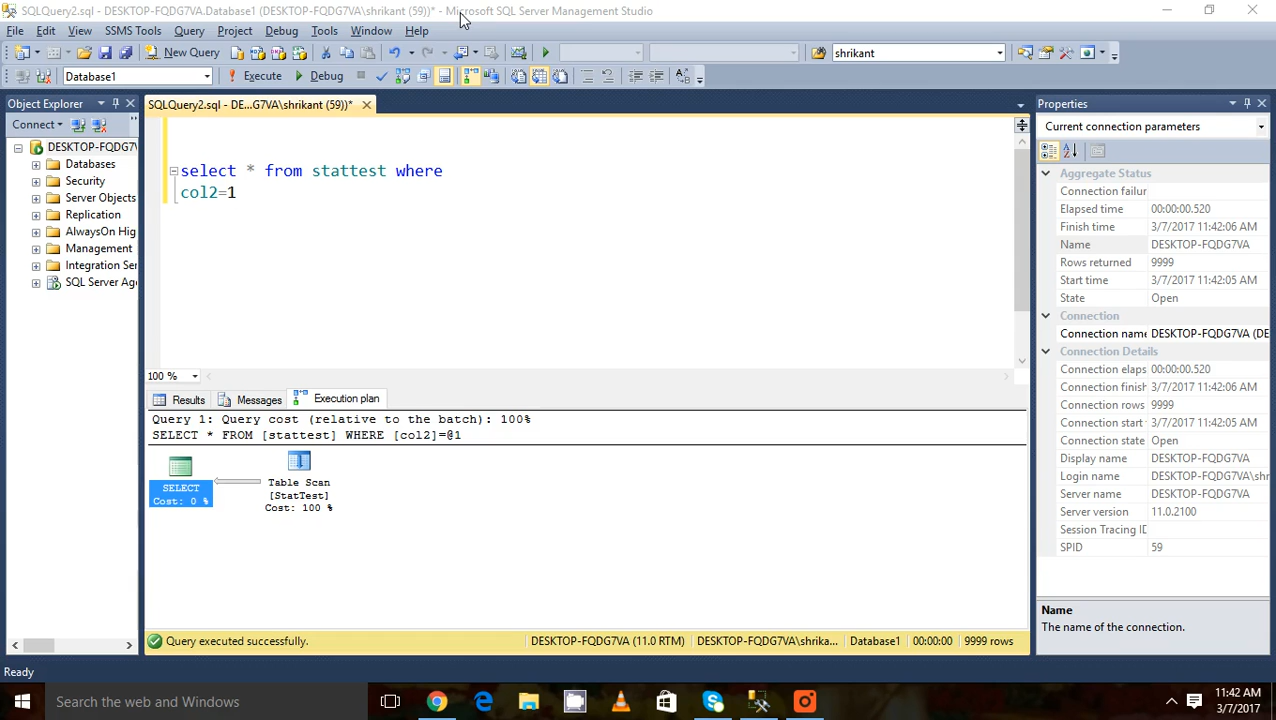 SQLQuery2.sql - DESKTOP-FQDG7VA.Database1 (DESKTOP-FQDG7VA\shrikant (59))* - Microsoft SQL Server Management Studio
File Edit View SSMS Tools Query Project Debug Tools Window Help
New Query shrikant
Database1 Execute Debug
Object Explorer
SQLQuery2.sql - DE...G7VA\shrikant (59))*
Properties
Connect
Current connection parameters
DESKTOP-FQDG7V
Databases
Security
Server Objects
Replication
AlwaysOn Hig
Management
Integration Ser
SQL Server Age
select * from stattest where
col2=1
100 %
Results Messages Execution plan
Query 1: Query cost (relative to the batch): 100%
SELECT * FROM [stattest] WHERE [col2]=@1
SELECT
Cost: 0 %
Table Scan
[StatTest]
Cost: 100 %
Aggregate Status
Connection failur
Elapsed time 00:00:00.520
Finish time 3/7/2017 11:42:06 AM
Name DESKTOP-FQDG7VA
Rows returned 9999
Start time 3/7/2017 11:42:05 AM
State Open
Connection
Connection name DESKTOP-FQDG7VA (DE
Connection Details
Connection elaps 00:00:00.520
Connection finish 3/7/2017 11:42:06 AM
Connection rows 9999
Connection start 3/7/2017 11:42:05 AM
Connection state Open
Display name DESKTOP-FQDG7VA
Login name DESKTOP-FQDG7VA\shr
Server name DESKTOP-FQDG7VA
Server version 11.0.2100
Session Tracing ID
SPID 59
Name
The name of the connection.
Query executed successfully. DESKTOP-FQDG7VA (11.0 RTM) DESKTOP-FQDG7VA\shrika... Database1 00:00:00 9999 rows
Ready
Search the web and Windows
11:42 AM
3/7/2017